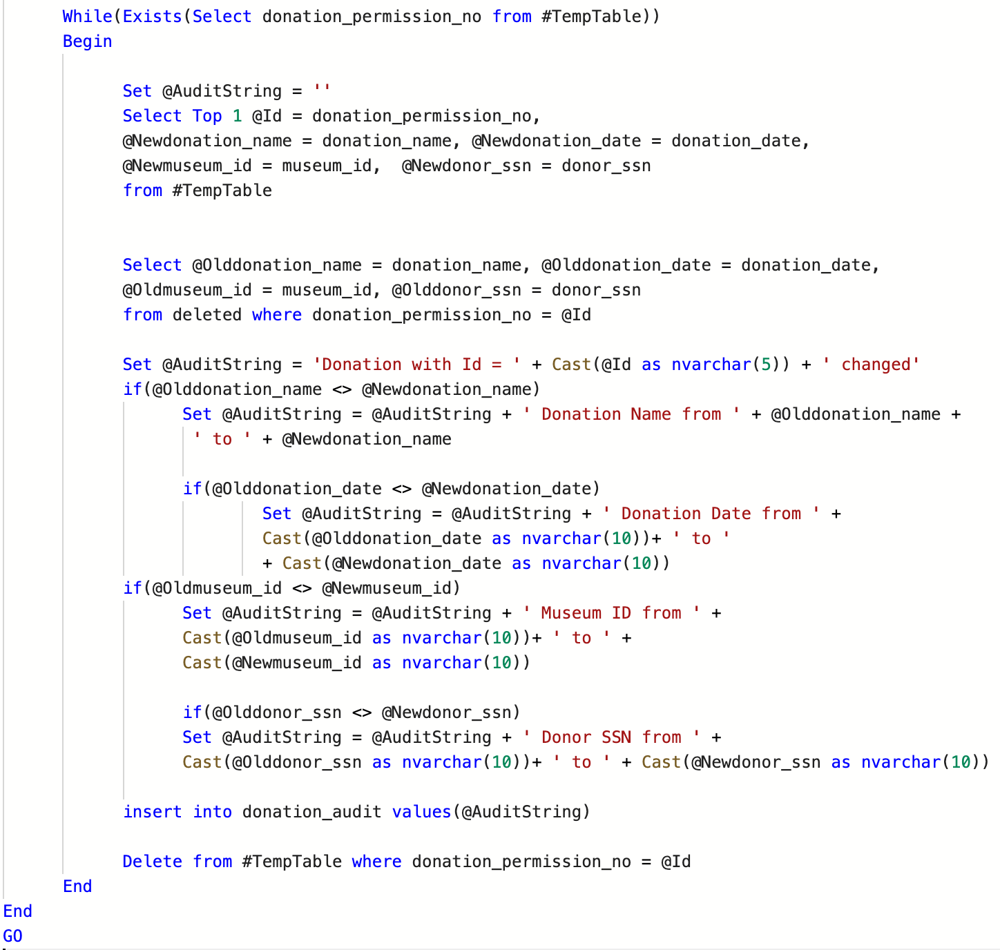 While(Exists(Select donation_permission_no from #TempTable))
Begin
Set @AuditString = ''
Select Top 1 @Id = donation_permission_no,
@Newdonation_name = donation_name, @Newdonation_date = donation_date,
@Newmuseum_id = museum_id,  @Newdonor_ssn = donor_ssn
from #TempTable
Select @Olddonation_name = donation_name, @Olddonation_date = donation_date,
@Oldmuseum_id = museum_id, @Olddonor_ssn = donor_ssn
from deleted where donation_permission_no = @Id
Set @AuditString = 'Donation with Id = ' + Cast(@Id as nvarchar(5)) + ' changed'
if(@Olddonation_name <> @Newdonation_name)
Set @AuditString = @AuditString + ' Donation Name from ' + @Olddonation_name +
' to ' + @Newdonation_name
if(@Olddonation_date <> @Newdonation_date)
Set @AuditString = @AuditString + ' Donation Date from ' +
Cast(@Olddonation_date as nvarchar(10))+ ' to '
+ Cast(@Newdonation_date as nvarchar(10))
if(@Oldmuseum_id <> @Newmuseum_id)
Set @AuditString = @AuditString + ' Museum ID from ' +
Cast(@Oldmuseum_id as nvarchar(10))+ ' to ' +
Cast(@Newmuseum_id as nvarchar(10))
if(@Olddonor_ssn <> @Newdonor_ssn)
Set @AuditString = @AuditString + ' Donor SSN from ' +
Cast(@Olddonor_ssn as nvarchar(10))+ ' to ' + Cast(@Newdonor_ssn as nvarchar(10))
insert into donation_audit values(@AuditString)
Delete from #TempTable where donation_permission_no = @Id
End
End
GO